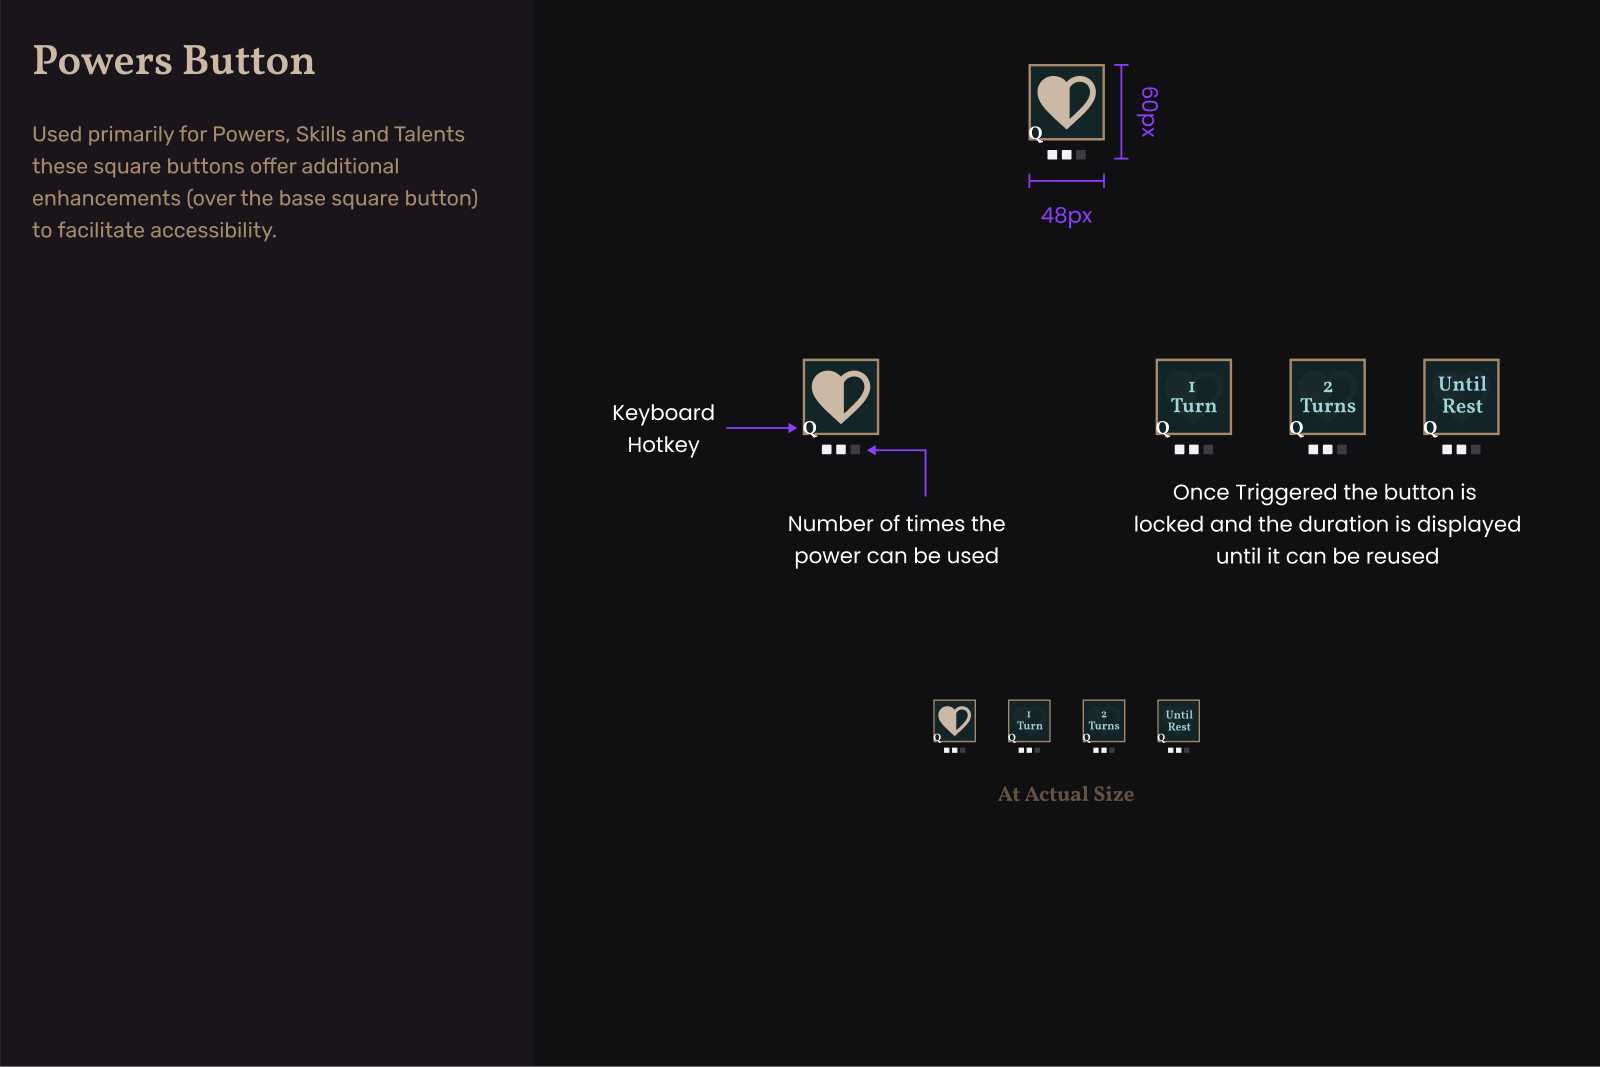 Powers Button
Used primarily for Powers, Skills and Talents
these square buttons offer additional
enhancements (over the base square button)
to facilitate accessibility.
Q
60px
48px
Keyboard
Hotkey
Q
Number of times the
power can be used
1
Turn
Q
2
Turns
Q
Until
Rest
Q
Once Triggered the button is
locked and the duration is displayed
until it can be reused
Q
1
Turn
Q
2
Turns
Q
Until
Rest
Q
At Actual Size